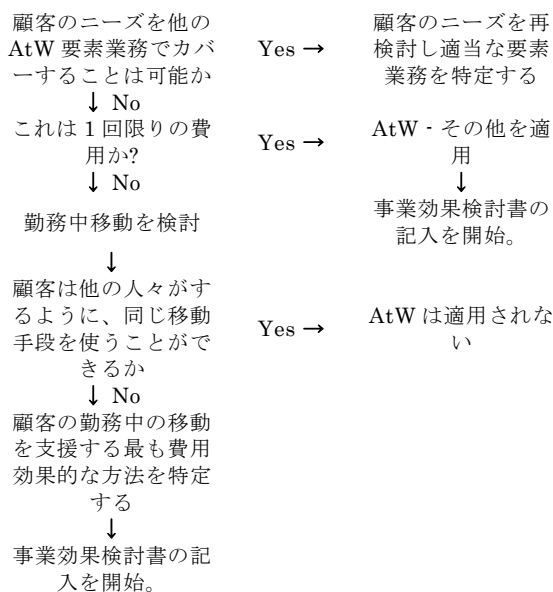 顧客のニーズを他の
AtW 要素業務でカバ
ーすることは可能か
Yes →
顧客のニーズを再
検討し適当な要素
業務を特定する
↓ No
これは 1 回限りの費
用か?
Yes →
AtW - その他を適
用
↓ No
↓
勤務中移動を検討
事業効果検討書の
記入を開始。
↓
顧客は他の人々がす
るように、同じ移動
手段を使うことがで
きるか
Yes →
AtW は適用されな
い
↓ No
顧客の勤務中の移動
を支援する最も費用
効果的な方法を特定
する
↓
事業効果検討書の記
入を開始。